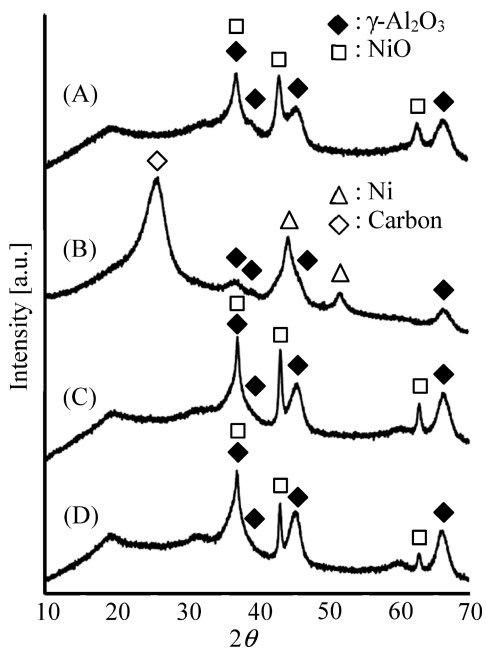 ◆ : γ-Al₂O₃
□ : NiO
(A)
△ : Ni
◇ : Carbon
(B)
(C)
(D)
Intensity [a.u.]
10 20 30 40 50 60 70
2θ